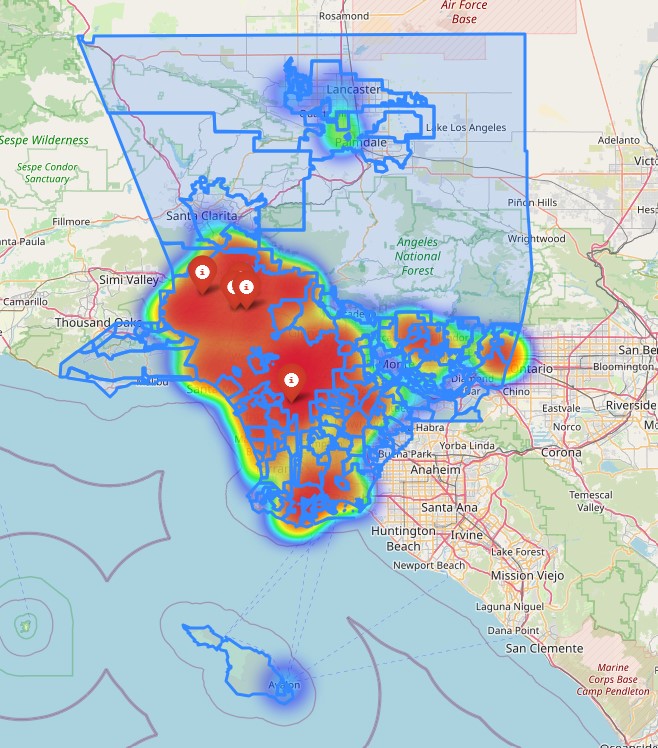 Air Force
Base
Rosamond
Lancaster
Lake Los Angeles
Palmdale
Adelanto
Sespe Wilderness
Sespe Condor
Sanctuary
Fillmore
Santa Clarita
Piñon Hills
Wrightwood
Angeles
National
Forest
Simi Valley
Camarillo
Thousand Oaks
Malibu
Ontario
San Be
Bloomington
Diamond
Bar
Chino
Riverside
Eastvale
Norco
Mor
Habra
Yorba Linda
Corona
Buena Park
Anaheim
Santa Ana
Temescal
Valley
Huntington
Beach
Irvine
Lake Forest
Newport Beach
Mission Viejo
Laguna Niguel
Dana Point
San Clemente
Marine
Corps Base
Camp Pendleton
Avalon
Oceanside